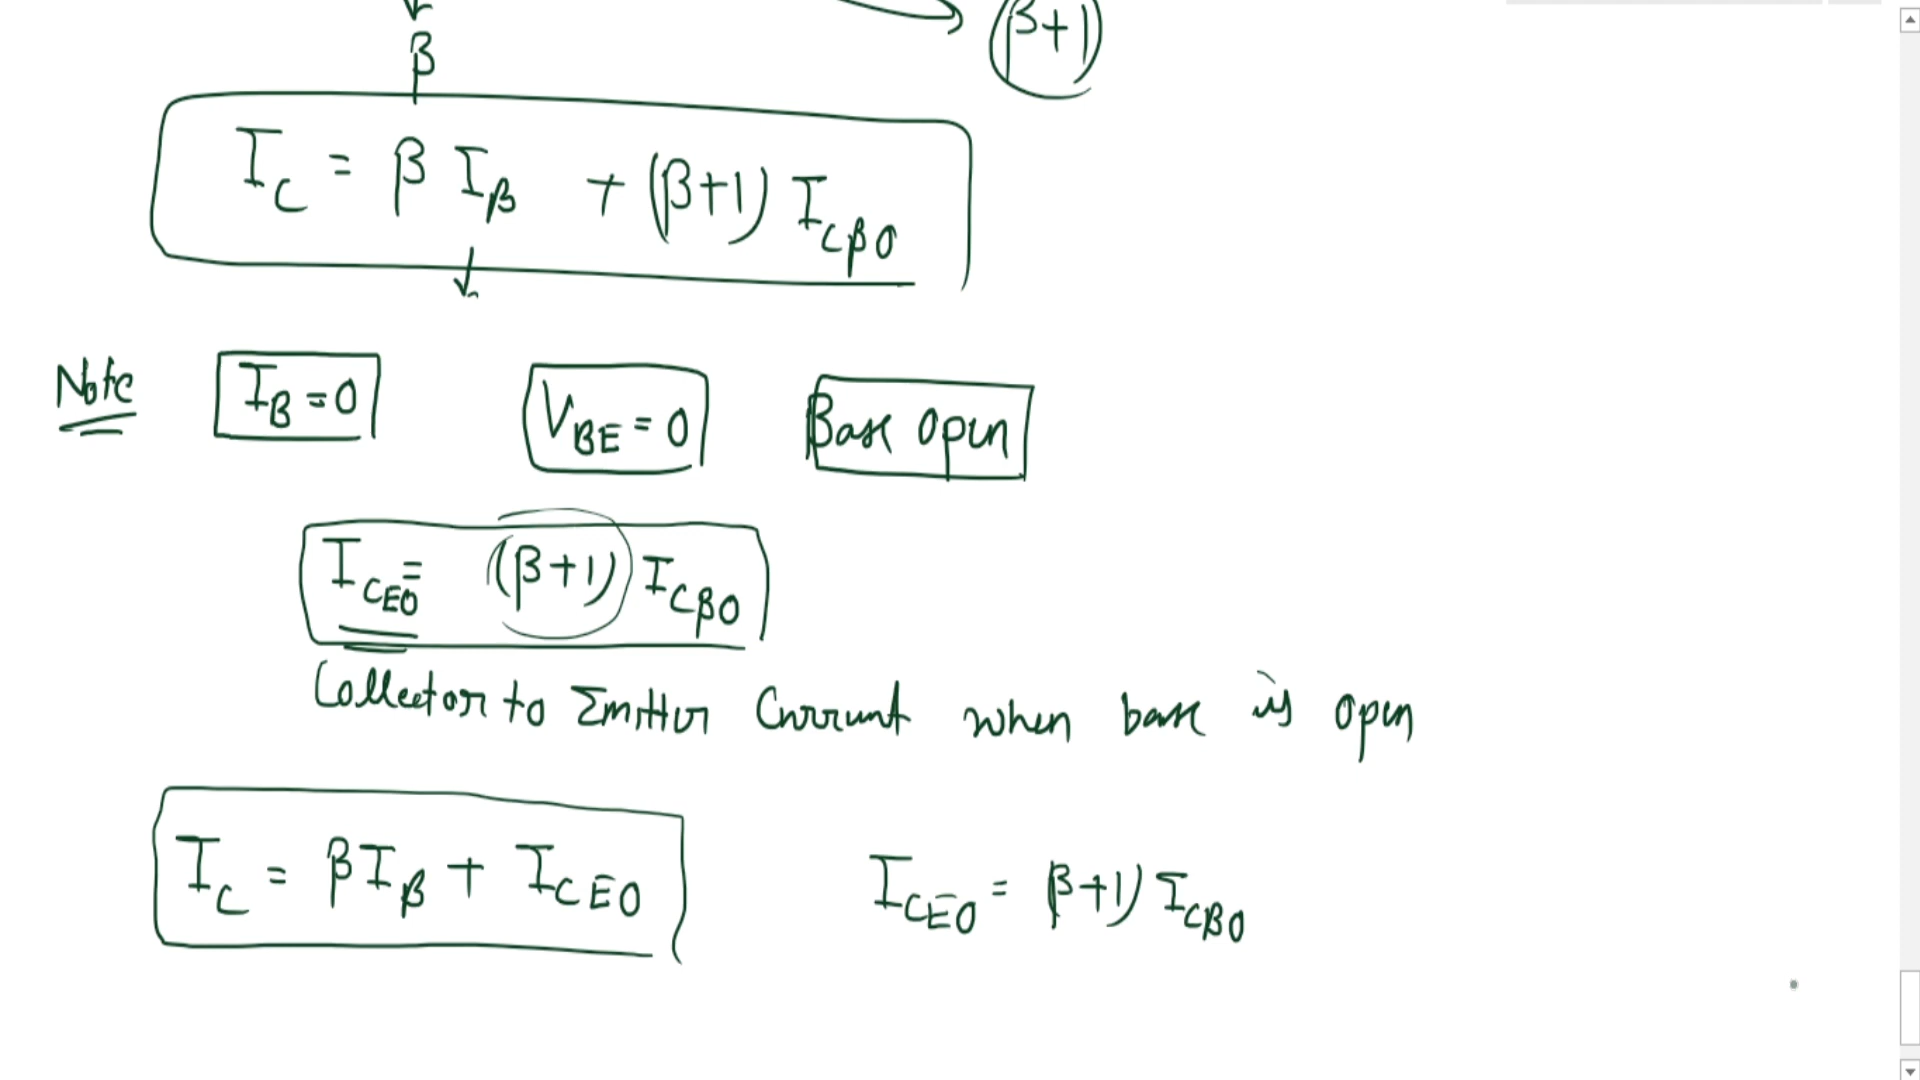 β (β+1)
I_C = β I_β + (β+1) I_CβO
Note I_B = 0 V_BE = 0 Base Open
I_CEO = (β+1) I_CβO
Collector to Emitter Current when base is open
I_C = β I_β + I_CEO I_CEO = β+1) I_CBO